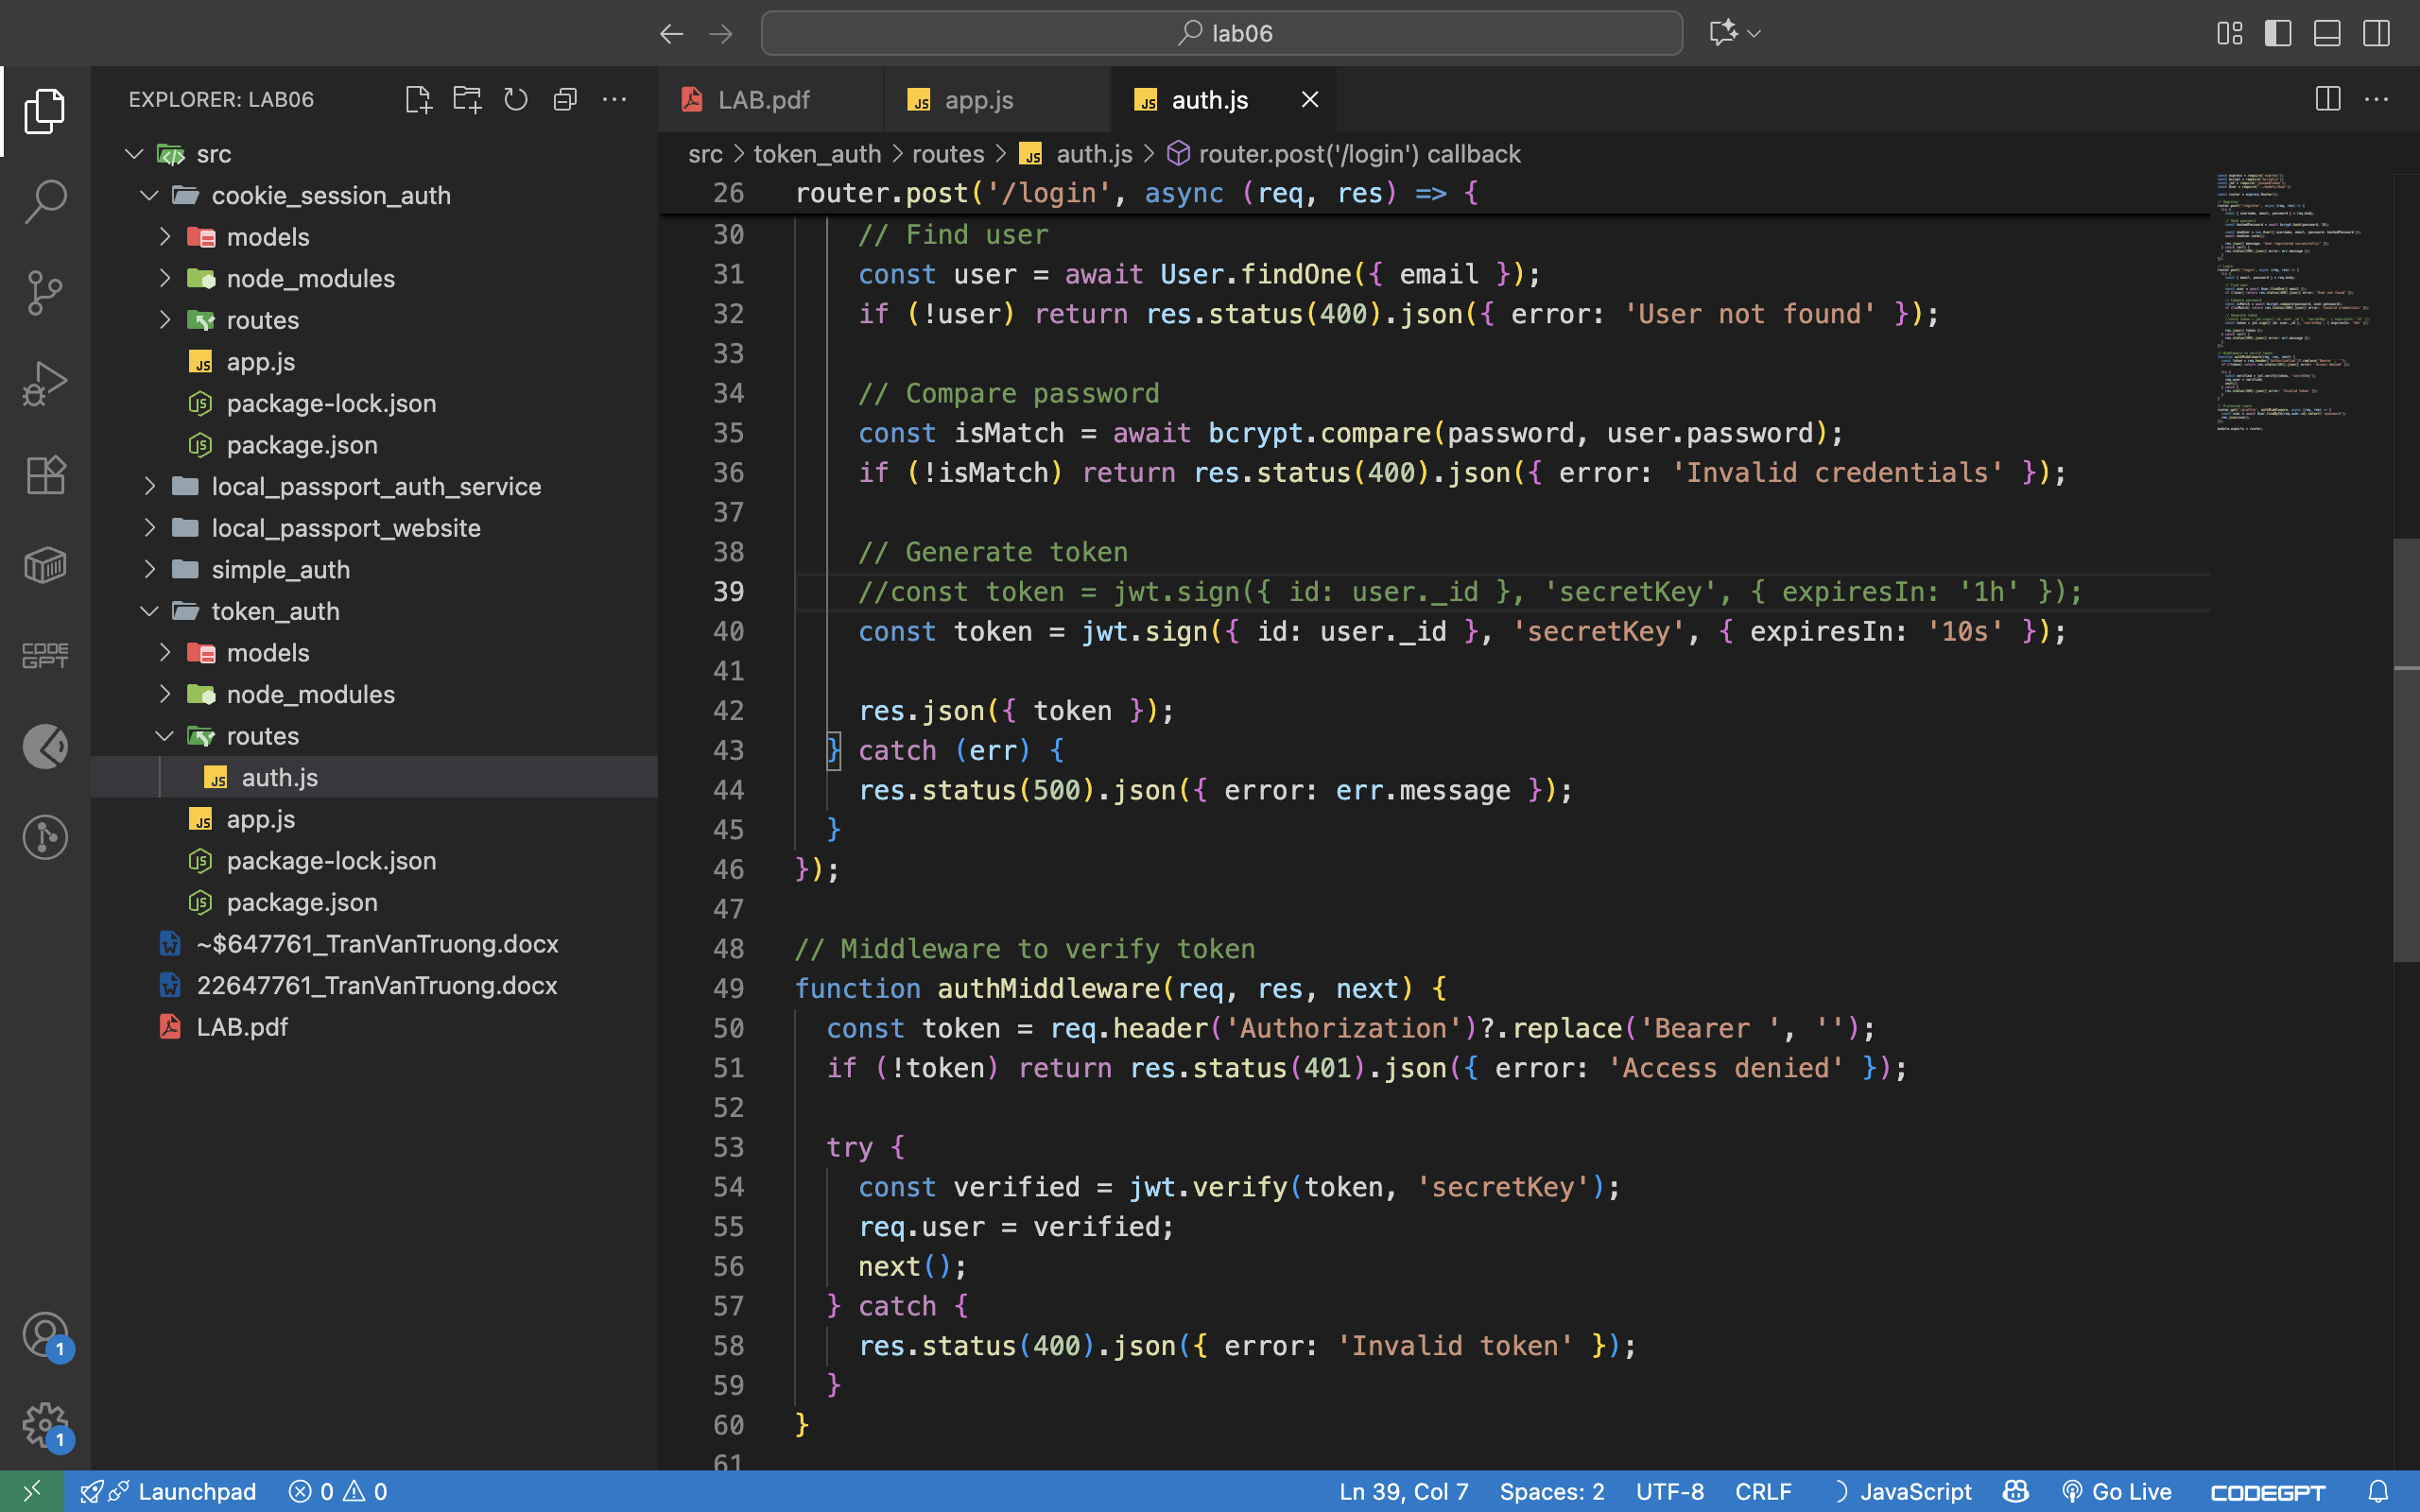 lab06
EXPLORER: LAB06
src
cookie_session_auth
models
node_modules
routes
app.js
package-lock.json
package.json
local_passport_auth_service
local_passport_website
simple_auth
token_auth
models
node_modules
routes
auth.js
app.js
package-lock.json
package.json
~$647761_TranVanTruong.docx
22647761_TranVanTruong.docx
LAB.pdf
CODE
GPT
1
1
LAB.pdf
app.js
auth.js
src > token_auth > routes > auth.js > router.post('/login') callback
26 router.post('/login', async (req, res) => {
30 // Find user
31 const user = await User.findOne({ email });
32 if (!user) return res.status(400).json({ error: 'User not found' });
33
34 // Compare password
35 const isMatch = await bcrypt.compare(password, user.password);
36 if (!isMatch) return res.status(400).json({ error: 'Invalid credentials' });
37
38 // Generate token
39 //const token = jwt.sign({ id: user._id }, 'secretKey', { expiresIn: '1h' });
40 const token = jwt.sign({ id: user._id }, 'secretKey', { expiresIn: '10s' });
41
42 res.json({ token });
43 } catch (err) {
44 res.status(500).json({ error: err.message });
45 }
46 });
47
48 // Middleware to verify token
49 function authMiddleware(req, res, next) {
50 const token = req.header('Authorization')?.replace('Bearer ', '');
51 if (!token) return res.status(401).json({ error: 'Access denied' });
52
53 try {
54 const verified = jwt.verify(token, 'secretKey');
55 req.user = verified;
56 next();
57 } catch {
58 res.status(400).json({ error: 'Invalid token' });
59 }
60 }
61
Launchpad 0 0 Ln 39, Col 7 Spaces: 2 UTF-8 CRLF JavaScript Go Live CODEGPT